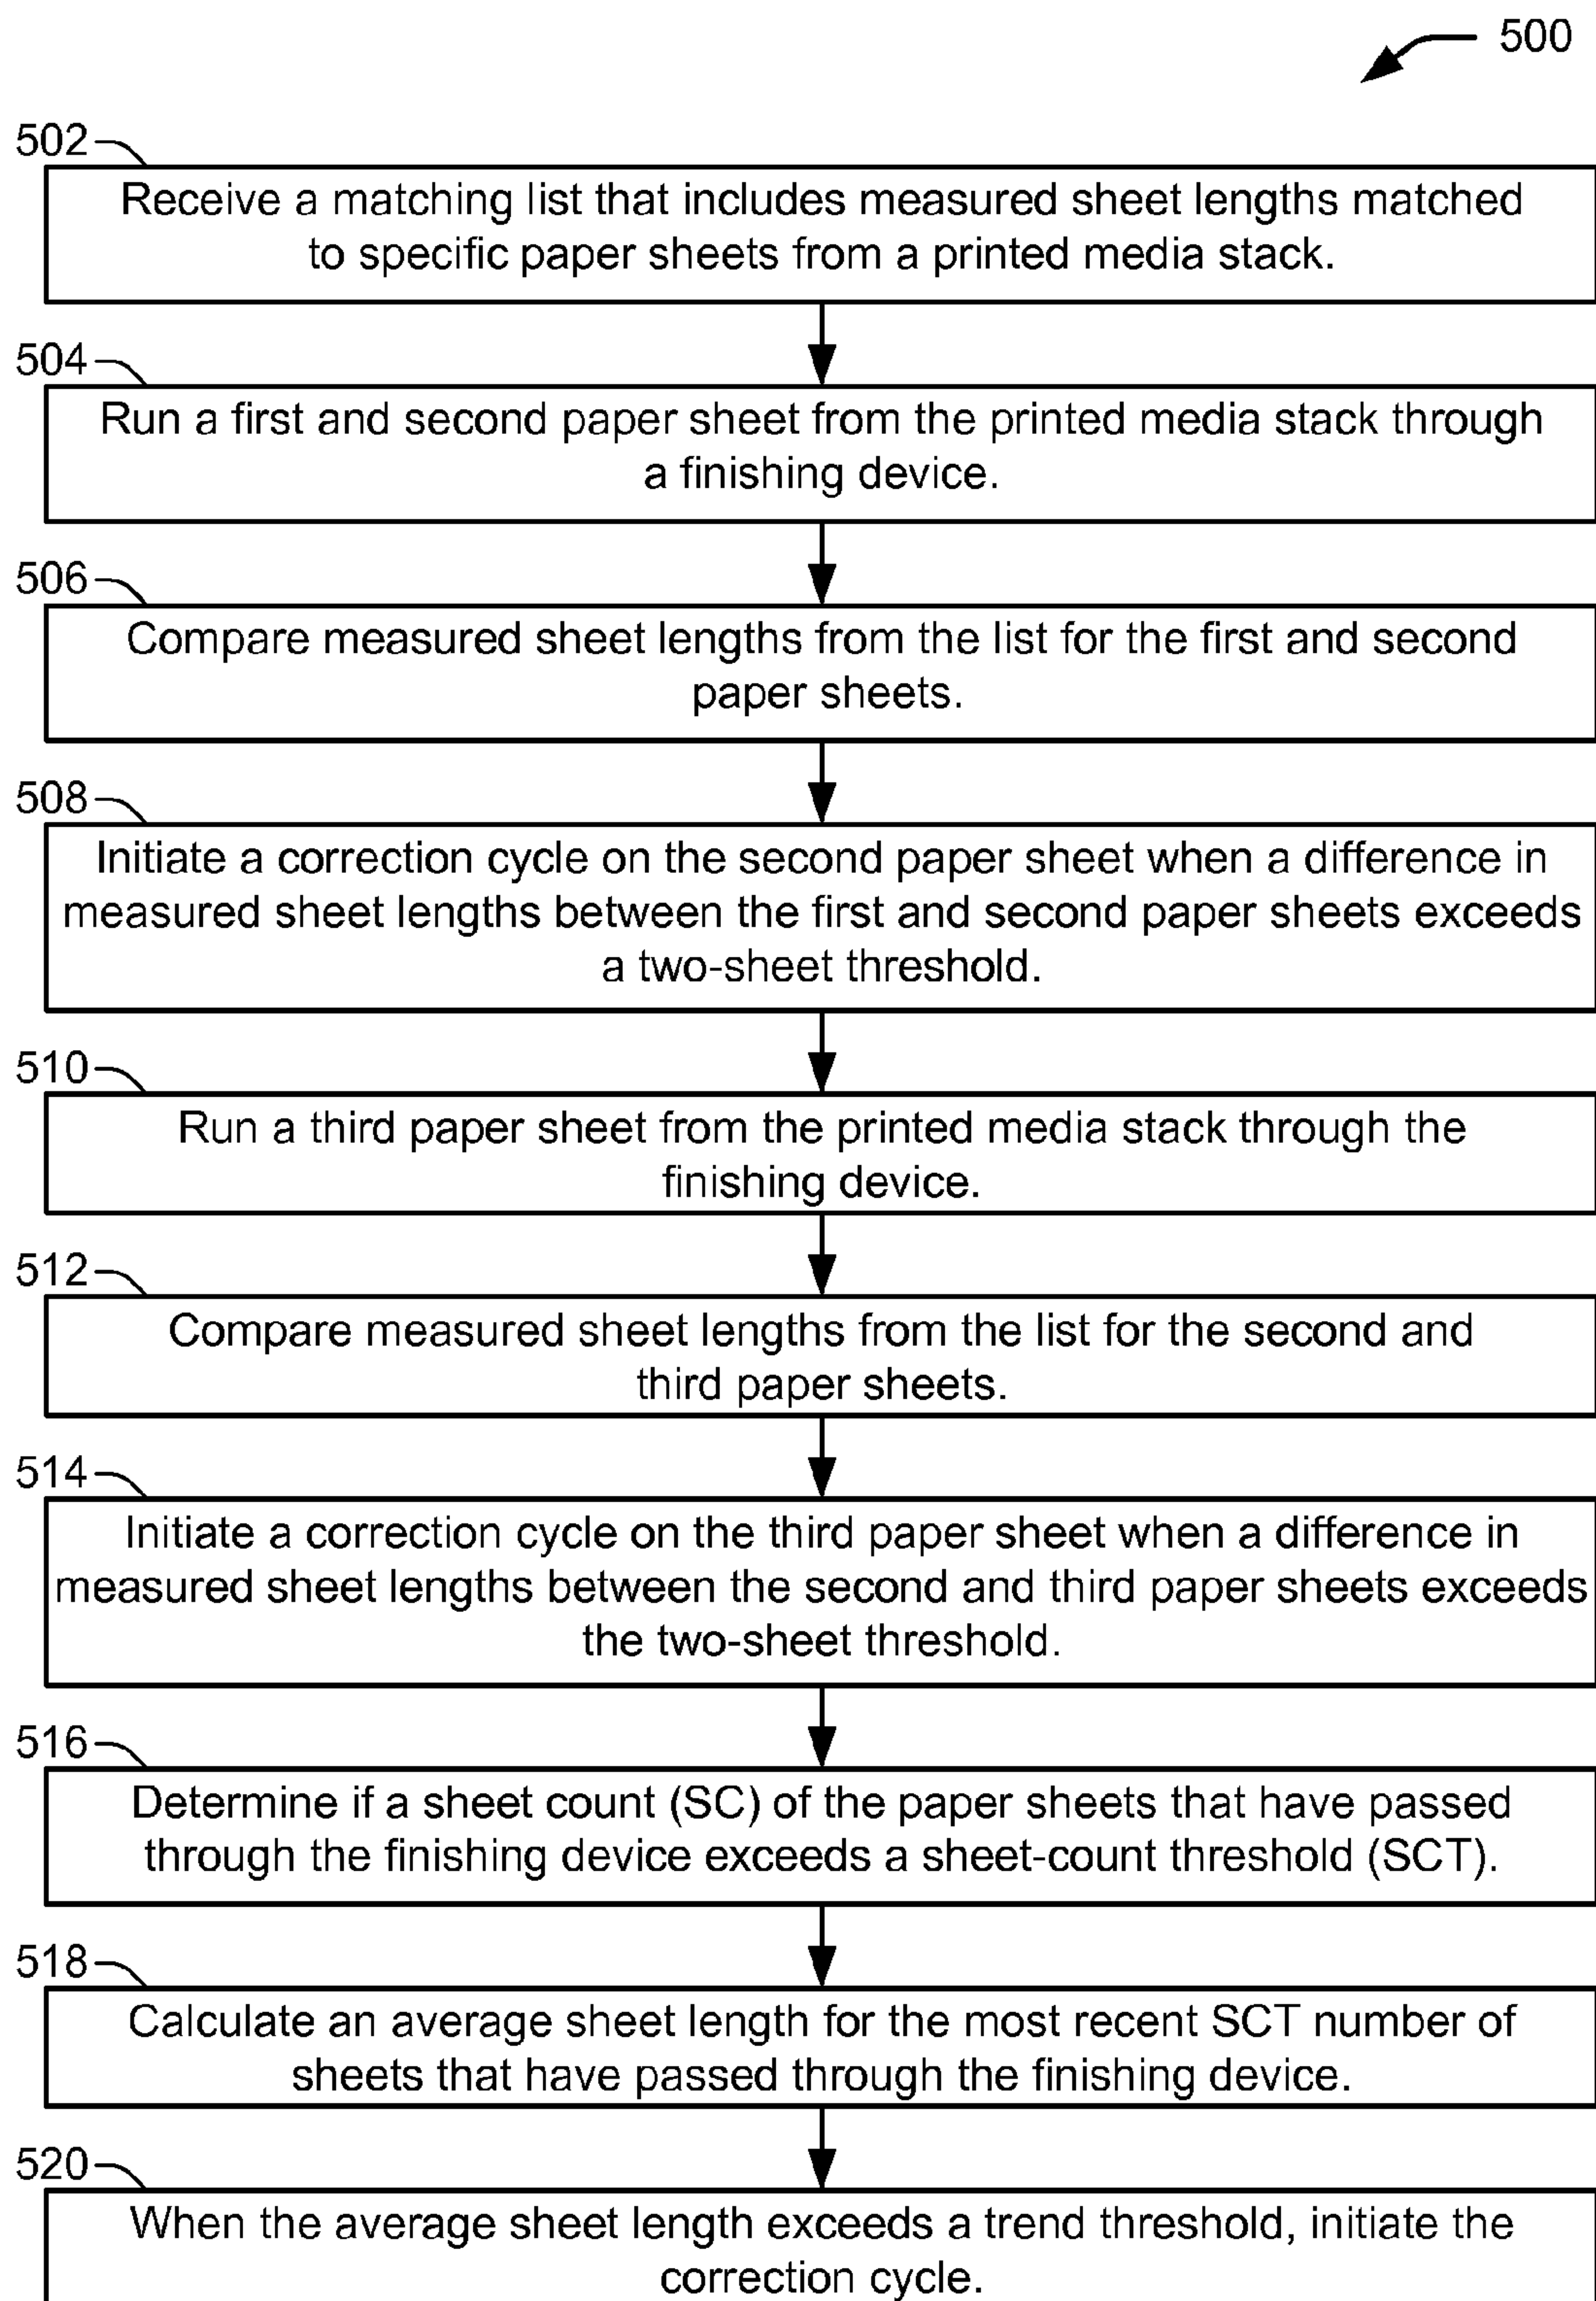 500
502
Receive a matching list that includes measured sheet lengths matched
to specific paper sheets from a printed media stack.
504
Run a first and second paper sheet from the printed media stack through
a finishing device.
506
Compare measured sheet lengths from the list for the first and second
paper sheets.
508
Initiate a correction cycle on the second paper sheet when a difference in
measured sheet lengths between the first and second paper sheets exceeds
a two-sheet threshold.
510
Run a third paper sheet from the printed media stack through the
finishing device.
512
Compare measured sheet lengths from the list for the second and
third paper sheets.
514
Initiate a correction cycle on the third paper sheet when a difference in
measured sheet lengths between the second and third paper sheets exceeds
the two-sheet threshold.
516
Determine if a sheet count (SC) of the paper sheets that have passed
through the finishing device exceeds a sheet-count threshold (SCT).
518
Calculate an average sheet length for the most recent SCT number of
sheets that have passed through the finishing device.
520
When the average sheet length exceeds a trend threshold, initiate the
correction cycle.